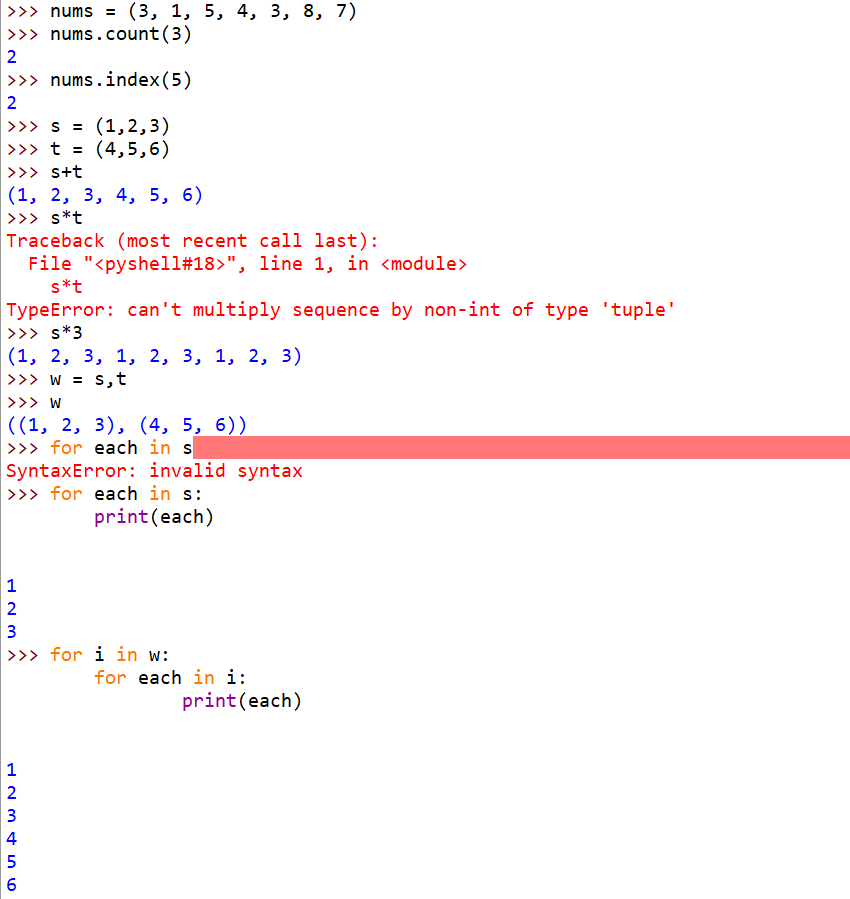 >>> nums = (3, 1, 5, 4, 3, 8, 7)
>>> nums.count(3)
2
>>> nums.index(5)
2
>>> s = (1,2,3)
>>> t = (4,5,6)
>>> s+t
(1, 2, 3, 4, 5, 6)
>>> s*t
Traceback (most recent call last):
  File "<pyshell#18>", line 1, in <module>
    s*t
TypeError: can't multiply sequence by non-int of type 'tuple'
>>> s*3
(1, 2, 3, 1, 2, 3, 1, 2, 3)
>>> w = s,t
>>> w
((1, 2, 3), (4, 5, 6))
>>> for each in s
SyntaxError: invalid syntax
>>> for each in s:
        print(each)
1
2
3
>>> for i in w:
        for each in i:
                print(each)
1
2
3
4
5
6